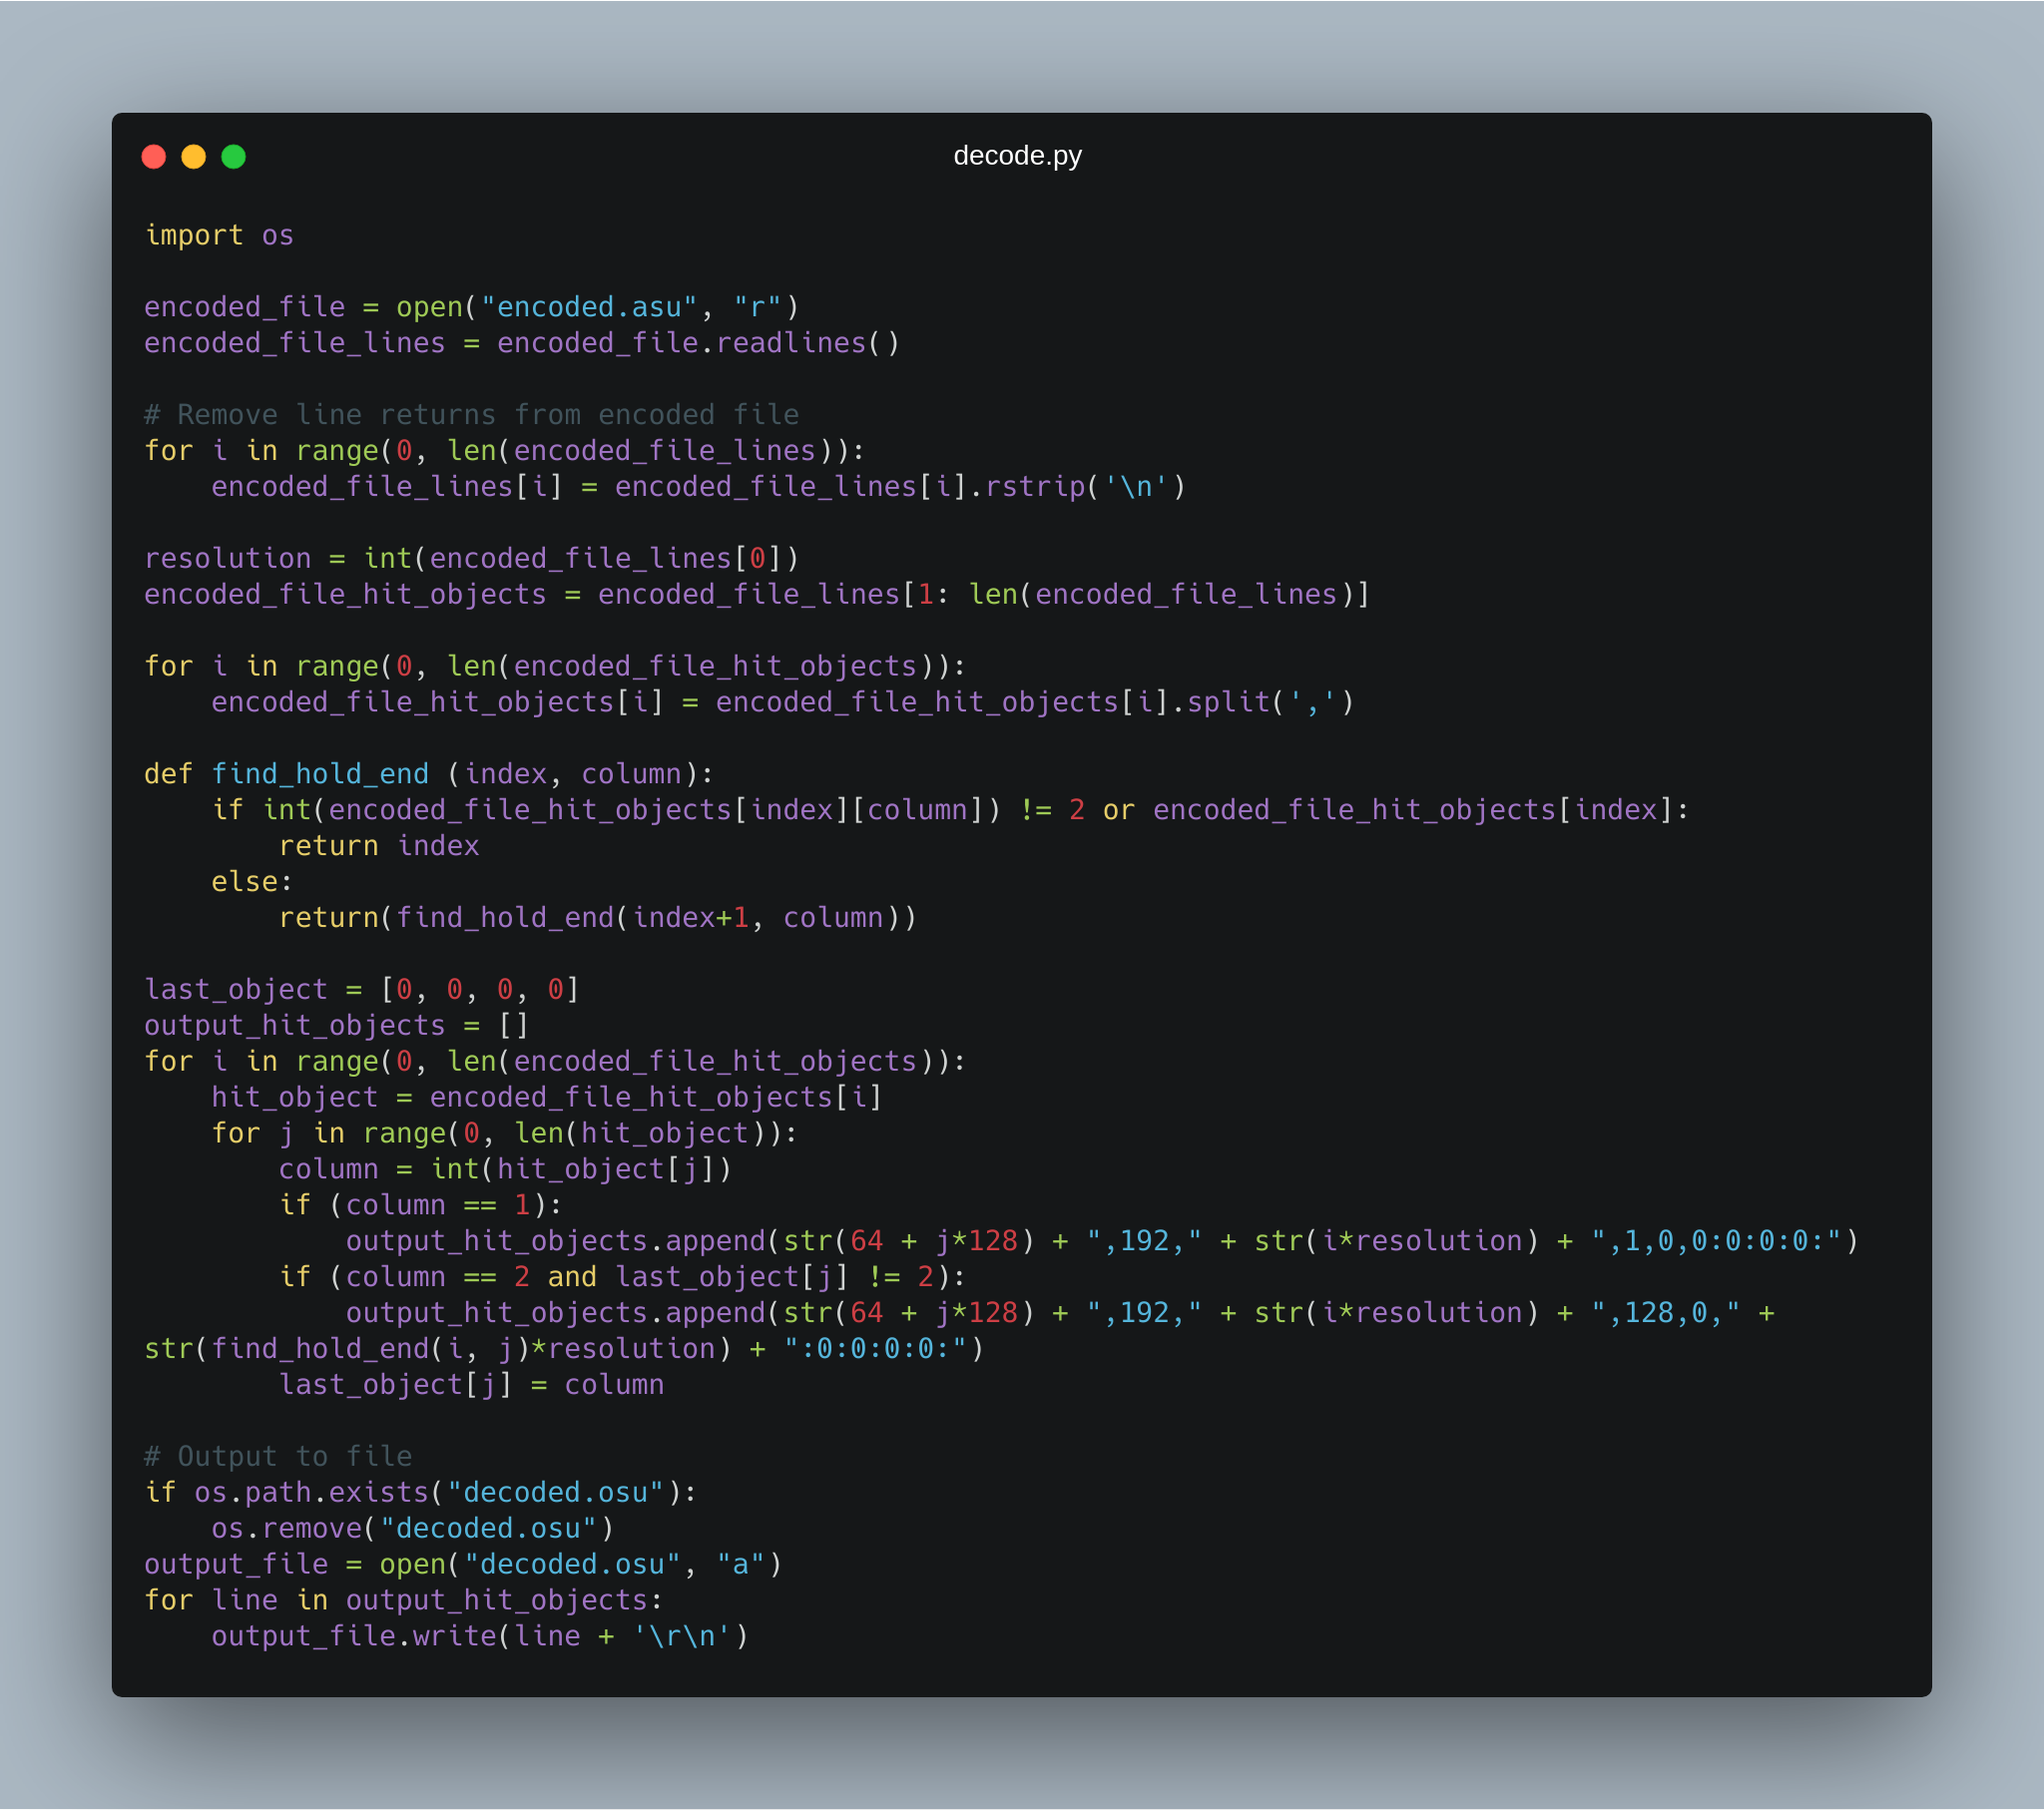 decode.py
import os

encoded_file = open("encoded.asu", "r")
encoded_file_lines = encoded_file.readlines()

# Remove line returns from encoded file
for i in range(0, len(encoded_file_lines)):
    encoded_file_lines[i] = encoded_file_lines[i].rstrip('\n')

resolution = int(encoded_file_lines[0])
encoded_file_hit_objects = encoded_file_lines[1: len(encoded_file_lines)]

for i in range(0, len(encoded_file_hit_objects)):
    encoded_file_hit_objects[i] = encoded_file_hit_objects[i].split(',')

def find_hold_end (index, column):
    if int(encoded_file_hit_objects[index][column]) != 2 or encoded_file_hit_objects[index]:
        return index
    else:
        return(find_hold_end(index+1, column))

last_object = [0, 0, 0, 0]
output_hit_objects = []
for i in range(0, len(encoded_file_hit_objects)):
    hit_object = encoded_file_hit_objects[i]
    for j in range(0, len(hit_object)):
        column = int(hit_object[j])
        if (column == 1):
            output_hit_objects.append(str(64 + j*128) + ",192," + str(i*resolution) + ",1,0,0:0:0:0:")
        if (column == 2 and last_object[j] != 2):
            output_hit_objects.append(str(64 + j*128) + ",192," + str(i*resolution) + ",128,0," +
str(find_hold_end(i, j)*resolution) + ":0:0:0:0:")
        last_object[j] = column

# Output to file
if os.path.exists("decoded.osu"):
    os.remove("decoded.osu")
output_file = open("decoded.osu", "a")
for line in output_hit_objects:
    output_file.write(line + '\r\n')